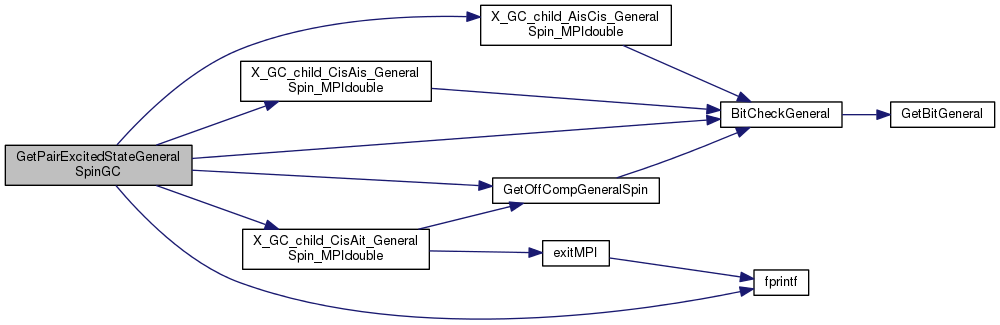 X_GC_child_AisCis_General
Spin_MPIdouble
X_GC_child_CisAis_General
Spin_MPIdouble
BitCheckGeneral
GetBitGeneral
GetPairExcitedStateGeneral
SpinGC
GetOffCompGeneralSpin
X_GC_child_CisAit_General
Spin_MPIdouble
exitMPI
fprintf